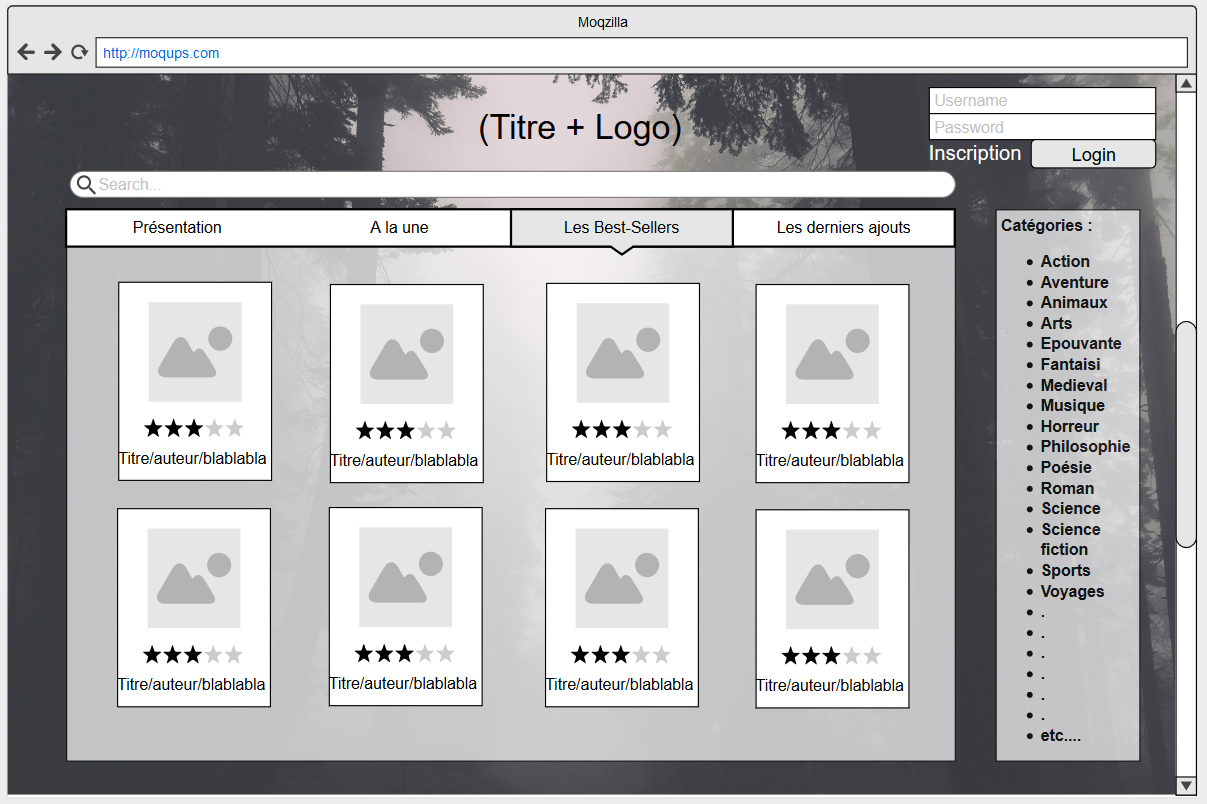 Moqzilla
http://moqups.com
(Titre + Logo)
Username
Password
Inscription
Login
Search...
Présentation
A la une
Les Best-Sellers
Les derniers ajouts
Titre/auteur/blablabla
Titre/auteur/blablabla
Titre/auteur/blablabla
Titre/auteur/blablabla
Titre/auteur/blablabla
Titre/auteur/blablabla
Titre/auteur/blablabla
Titre/auteur/blablabla
Catégories :
Action
Aventure
Animaux
Arts
Epouvante
Fantaisi
Medieval
Musique
Horreur
Philosophie
Poésie
Roman
Science
Science
fiction
Sports
Voyages
.
.
.
.
.
.
etc....